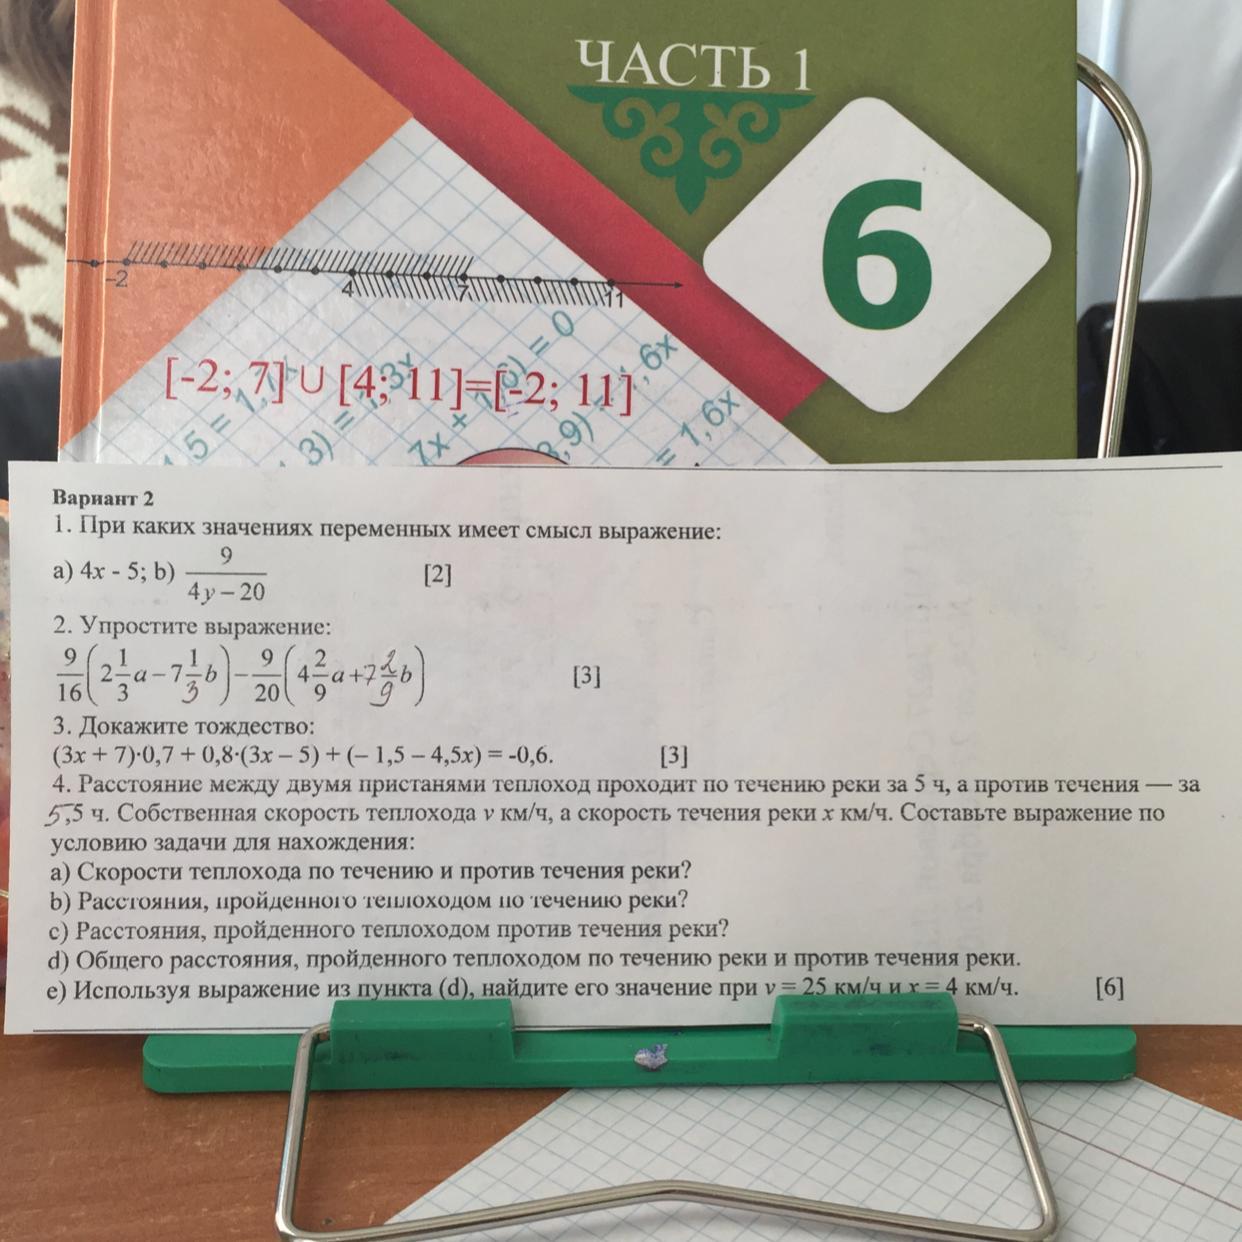 ЧАСТЬ 1
6
-2 4 7 11
[-2; 7] ∪ [4; 11]=[-2; 11]
Вариант 2
1. При каких значениях переменных имеет смысл выражение:
a) 4x - 5; b) 9/(4y – 20) [2]
2. Упростите выражение:
9/16(2 1/3 a – 7 1/3 b) – 9/20(4 2/9 a + 7 2/9 b) [3]
3. Докажите тождество:
(3x + 7)·0,7 + 0,8·(3x – 5) + (– 1,5 – 4,5x) = -0,6. [3]
4. Расстояние между двумя пристанями теплоход проходит по течению реки за 5 ч, а против течения — за
5,5 ч. Собственная скорость теплохода v км/ч, а скорость течения реки x км/ч. Составьте выражение по
условию задачи для нахождения:
a) Скорости теплохода по течению и против течения реки?
b) Расстояния, пройденного теплоходом по течению реки?
c) Расстояния, пройденного теплоходом против течения реки?
d) Общего расстояния, пройденного теплоходом по течению реки и против течения реки.
e) Используя выражение из пункта (d), найдите его значение при v = 25 км/ч и x = 4 км/ч. [6]